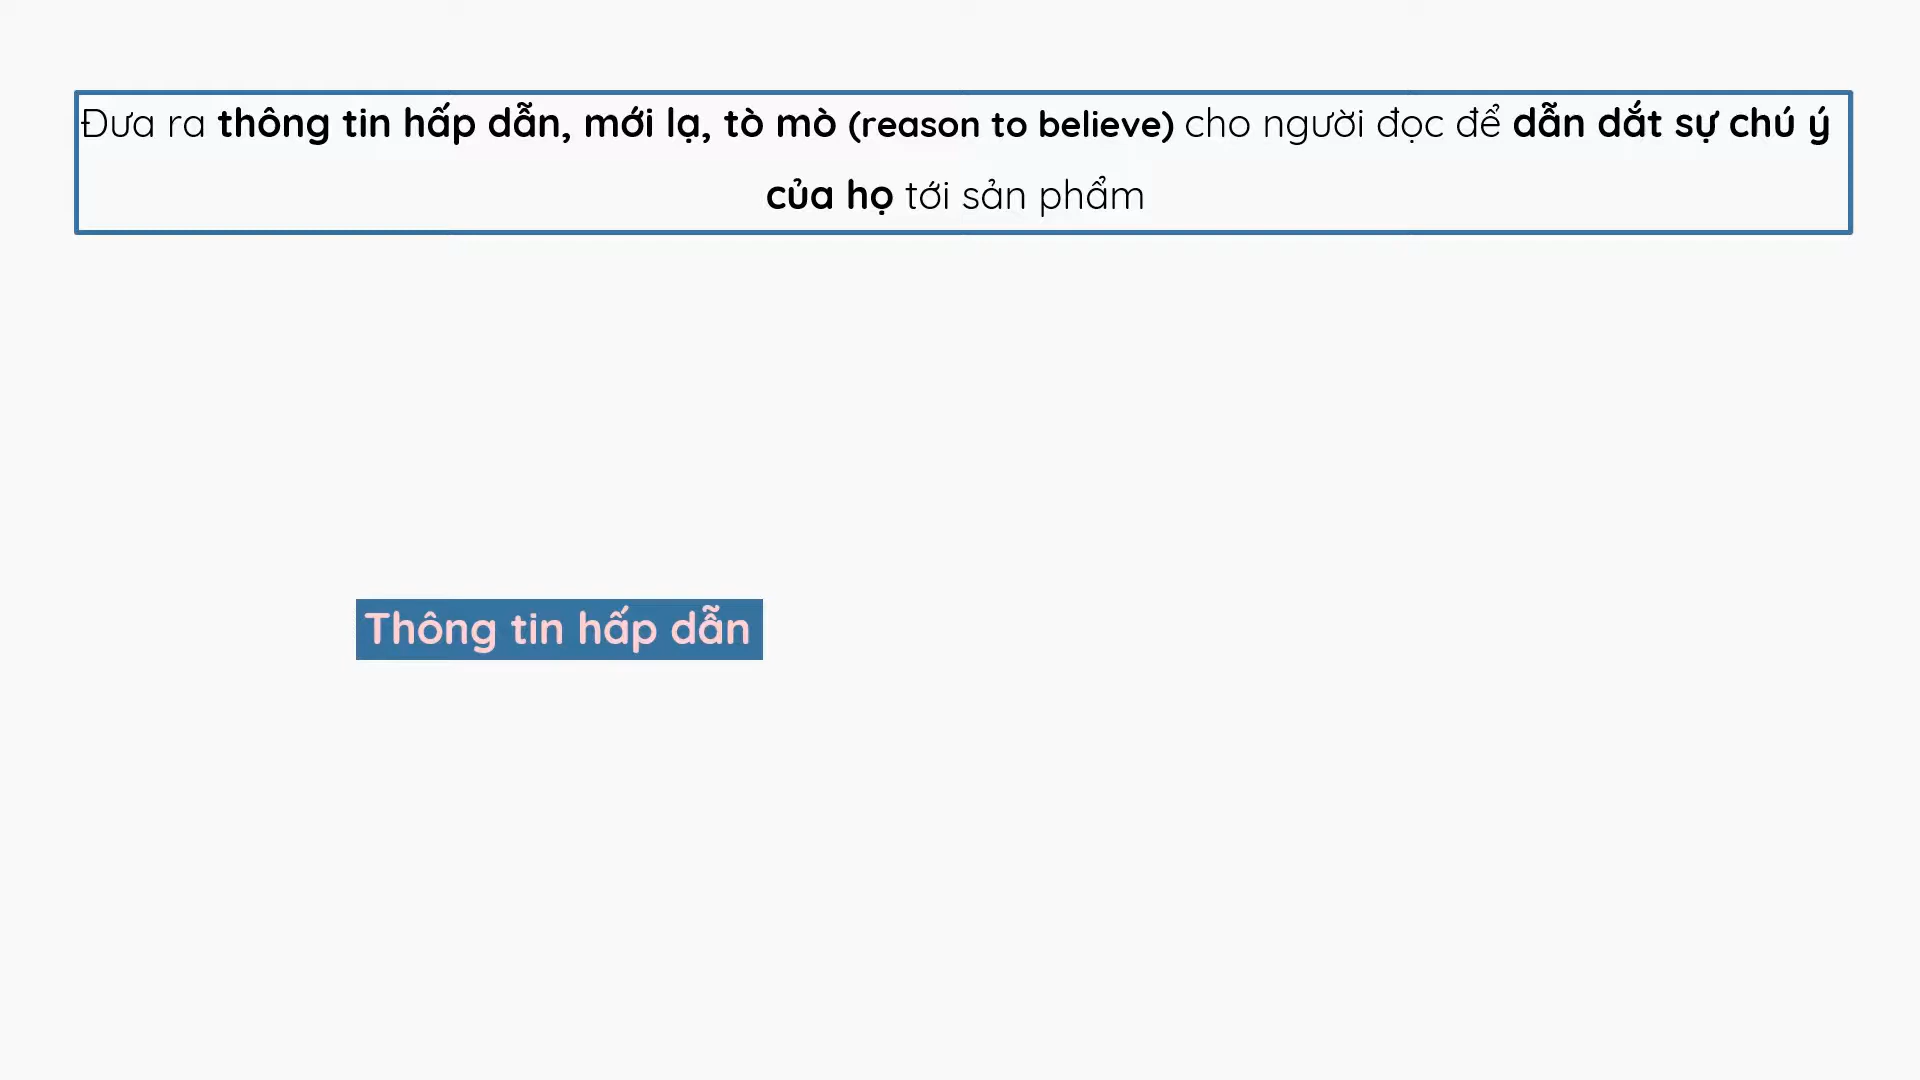 Đưa ra thông tin hấp dẫn, mới lạ, tò mò (reason to believe) cho người đọc để dẫn dắt sự chú ý
của họ tới sản phẩm
Thông tin hấp dẫn